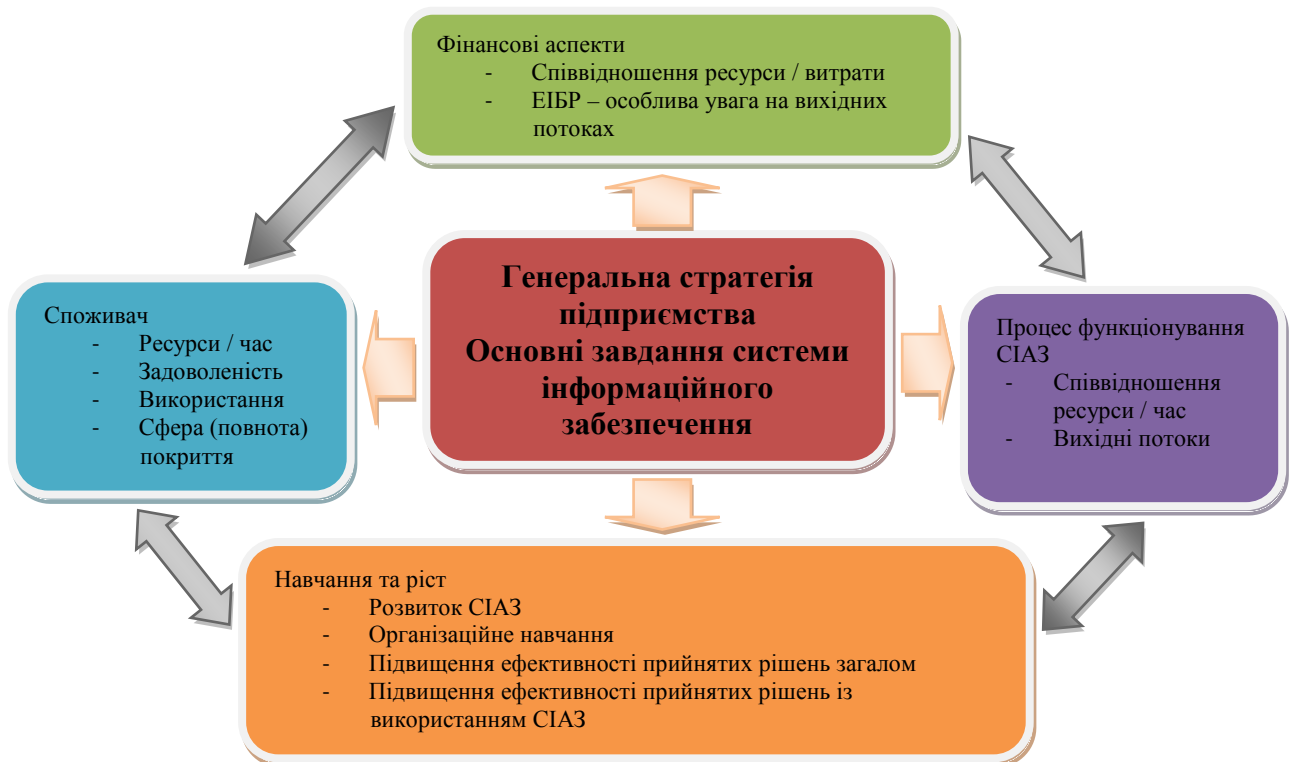 Фінансові аспекти
- Співвідношення ресурси / витрати
- ЕІБР – особлива увага на вихідних
потоках
Генеральна стратегія
підприємства
Основні завдання системи
інформаційного
забезпечення
Споживач
- Ресурси / час
- Задоволеність
- Використання
- Сфера (повнота)
покриття
Процес функціонування
СІАЗ
- Співвідношення
ресурси / час
- Вихідні потоки
Навчання та ріст
- Розвиток СІАЗ
- Організаційне навчання
- Підвищення ефективності прийнятих рішень загалом
- Підвищення ефективності прийнятих рішень із
використанням СІАЗ